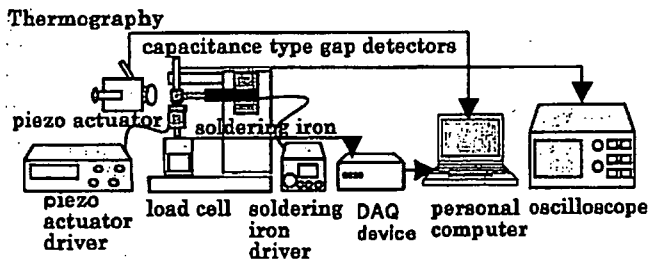 Thermography
capacitance type gap detectors
piezo actuator
soldering iron
piezo
actuator
driver
load cell
soldering
iron
driver
DAQ
device
personal
computer
oscilloscope